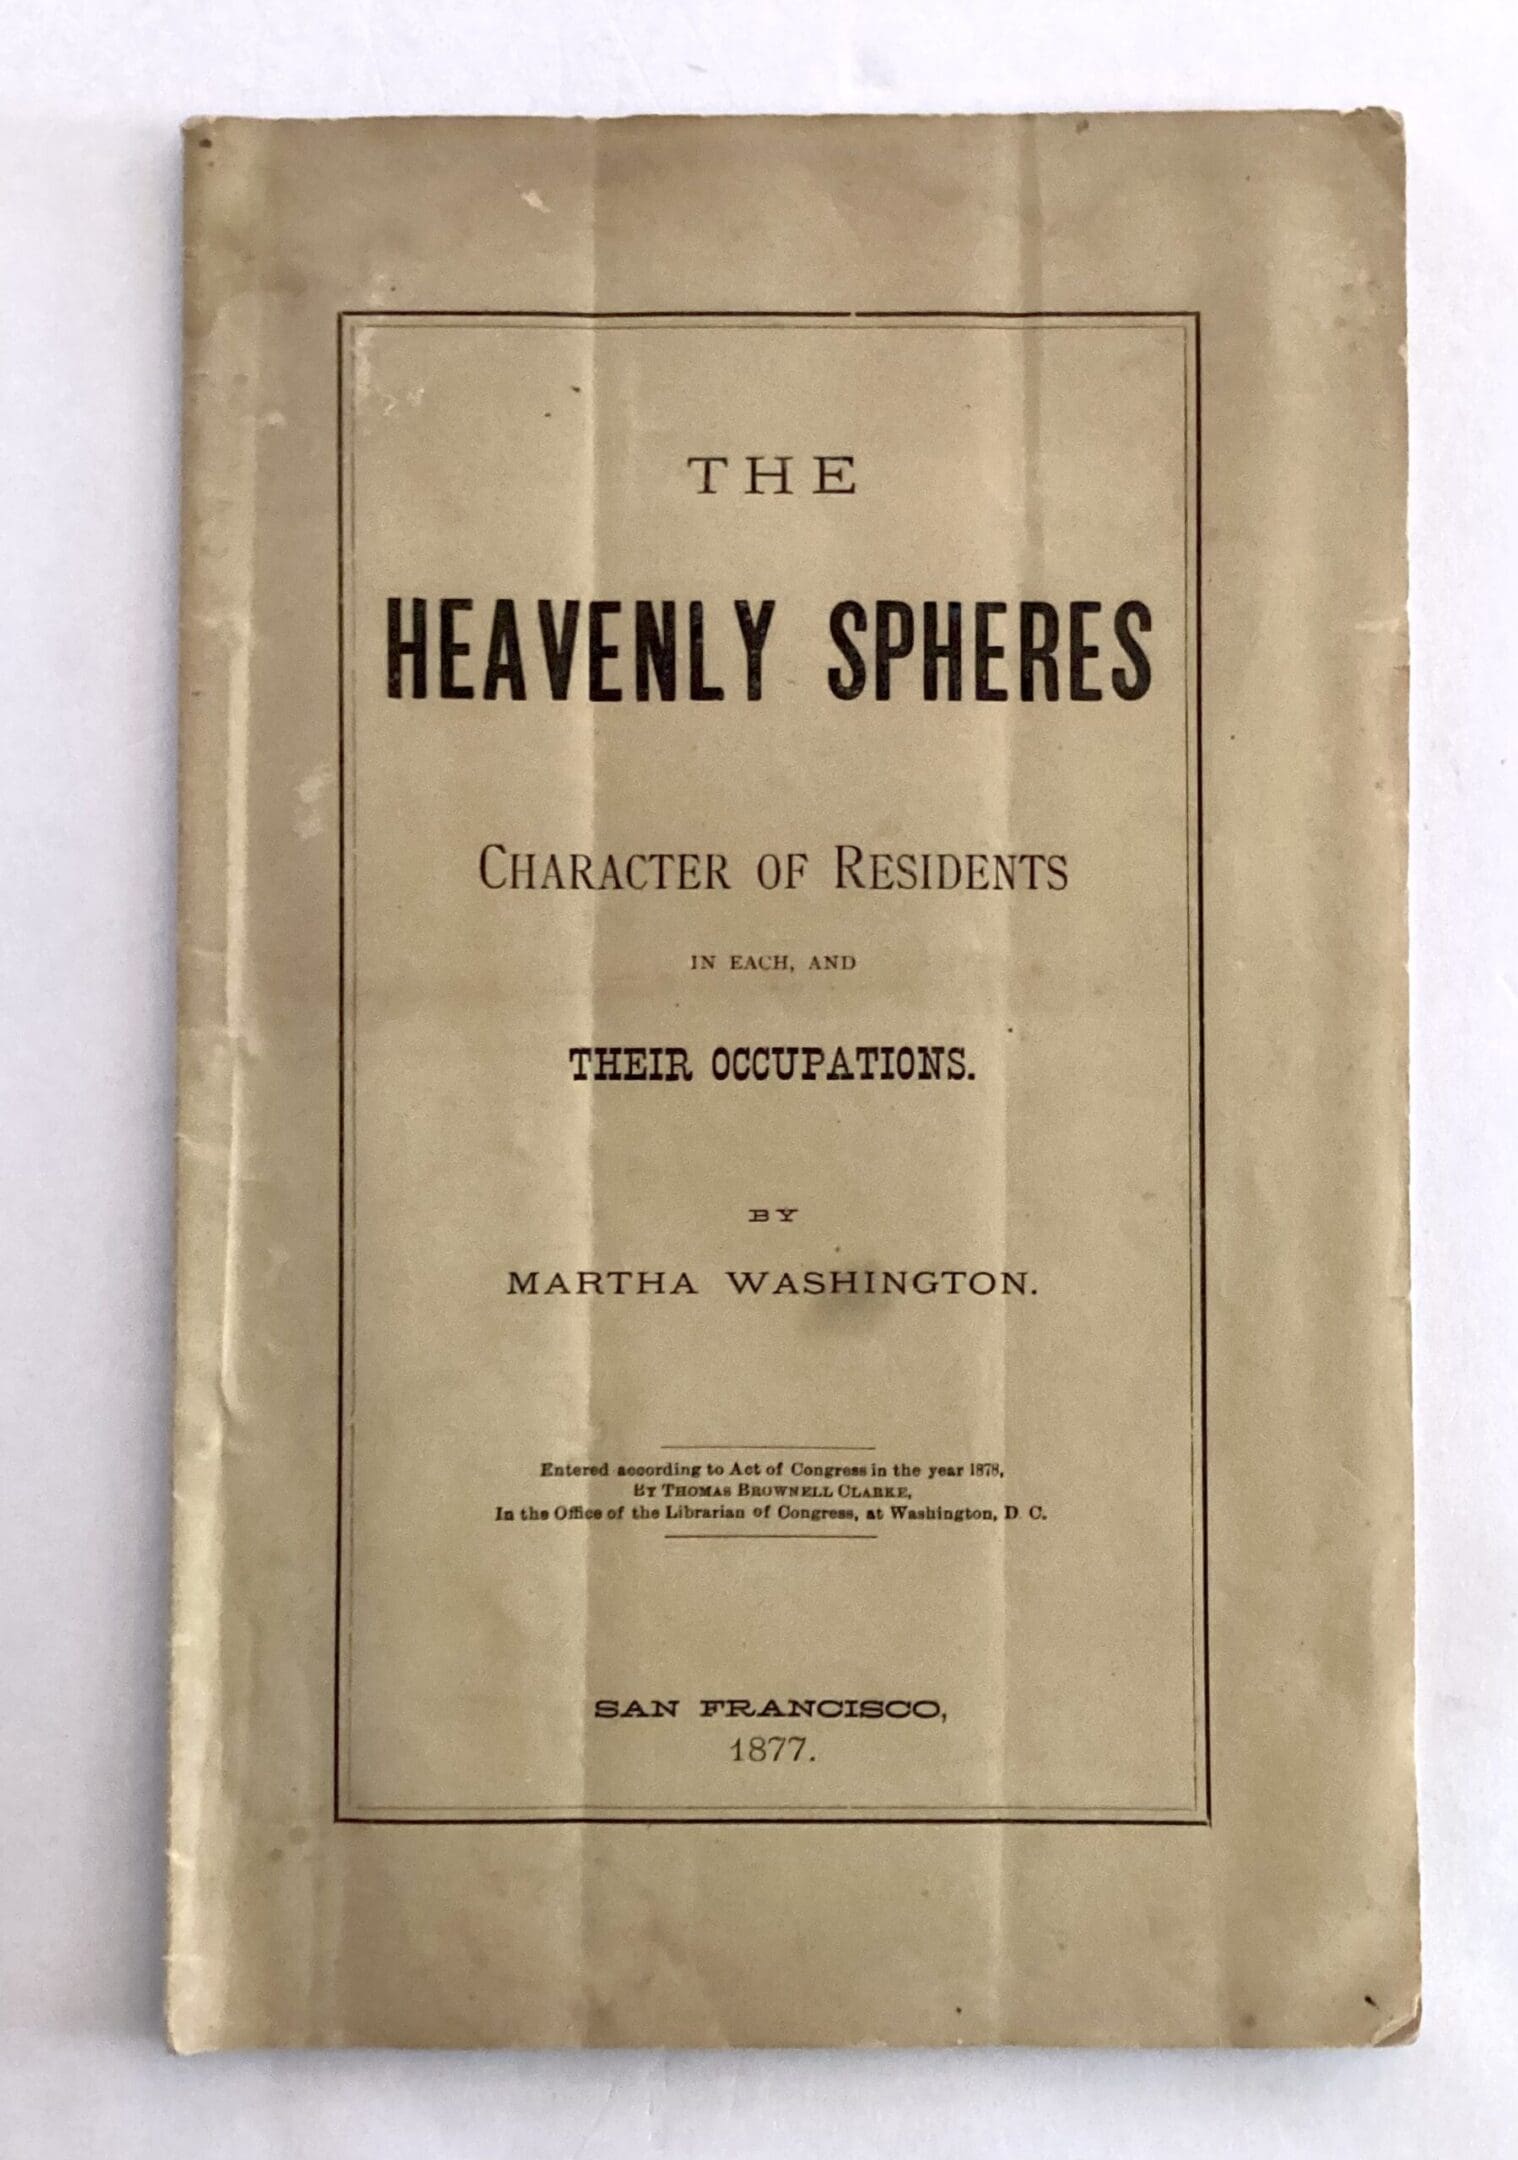 THE
HEAVENLY SPHERES
CHARACTER OF RESIDENTS
IN EACH, AND
THEIR OCCUPATIONS.
BY
MARTHA WASHINGTON.
Entered according to Act of Congress in the year 1878,
BY THOMAS BROWNELL CLARKE,
In the Office of the Librarian of Congress, at Washington, D C.
SAN FRANCISCO,
1877.